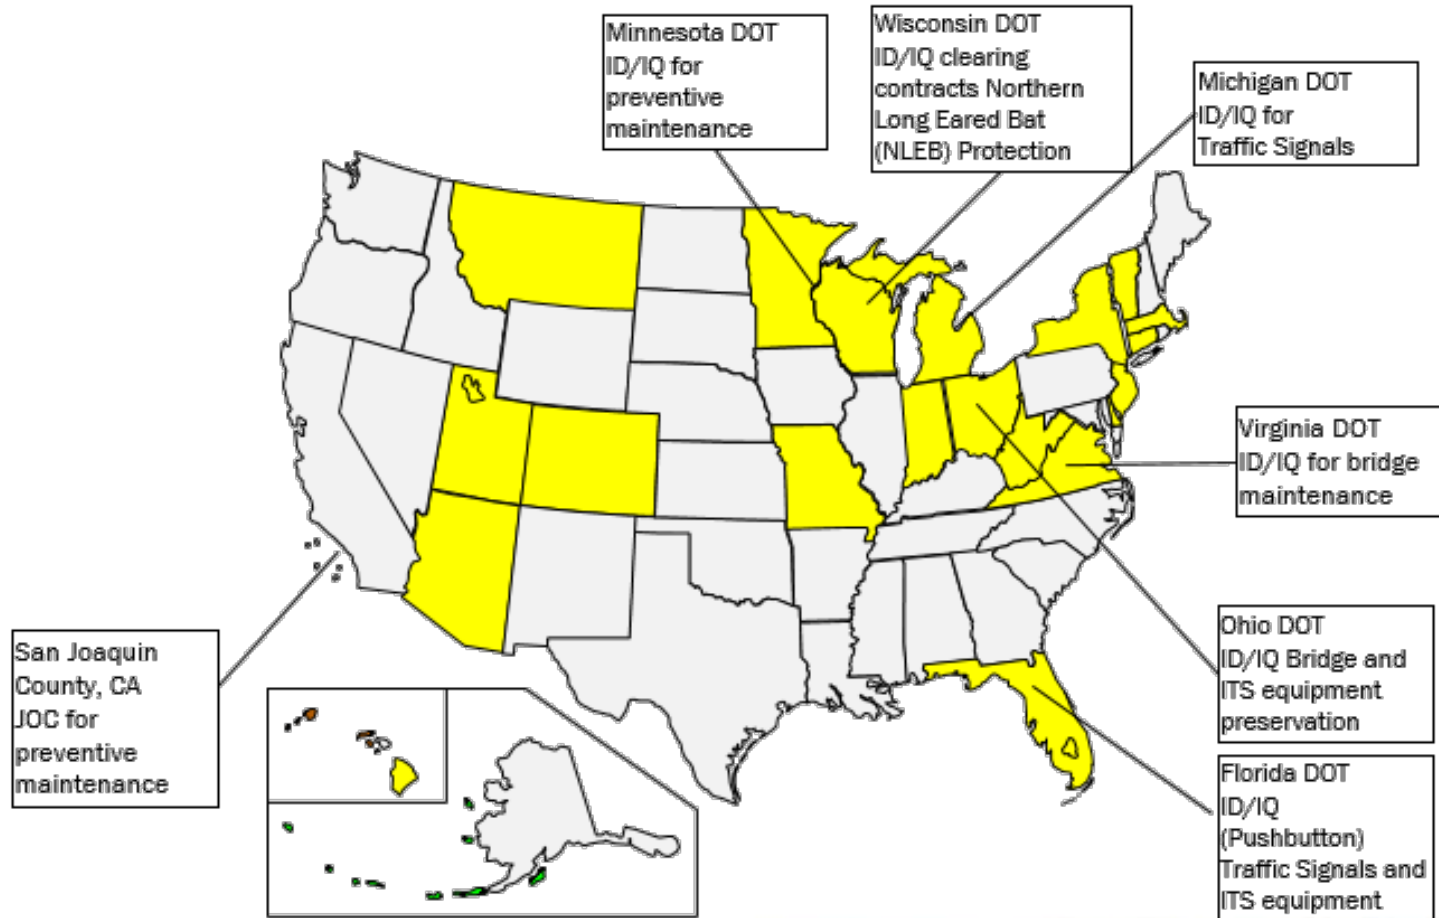 Minnesota DOT
ID/IQ for
preventive
maintenance
Wisconsin DOT
ID/IQ clearing
contracts Northern
Long Eared Bat
(NLEB) Protection
Michigan DOT
ID/IQ for
Traffic Signals
Virginia DOT
ID/IQ for bridge
maintenance
San Joaquin
County, CA
JOC for
preventive
maintenance
Ohio DOT
ID/IQ Bridge and
ITS equipment
preservation
Florida DOT
ID/IQ
(Pushbutton)
Traffic Signals and
ITS equipment